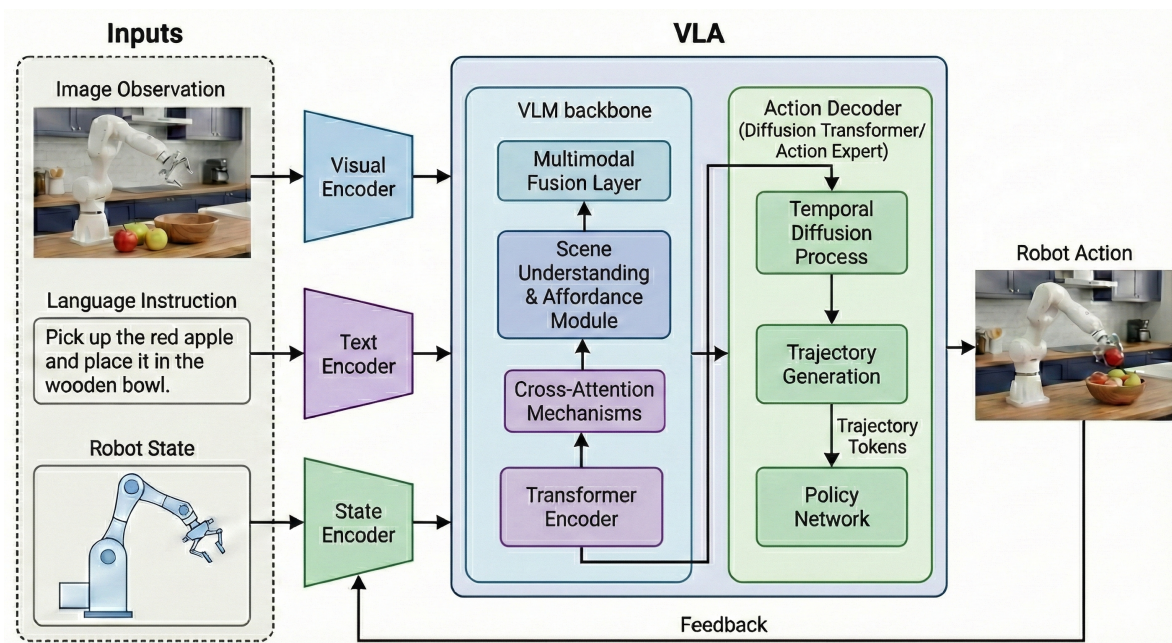 Inputs
Image Observation
Language Instruction
Pick up the red apple
and place it in the
wooden bowl.
Robot State
Visual
Encoder
Text
Encoder
State
Encoder
VLA
VLM backbone
Multimodal
Fusion Layer
Scene
Understanding
& Affordance
Module
Cross-Attention
Mechanisms
Transformer
Encoder
Action Decoder
(Diffusion Transformer/
Action Expert)
Temporal
Diffusion
Process
Trajectory
Generation
Trajectory
Tokens
Policy
Network
Robot Action
Feedback